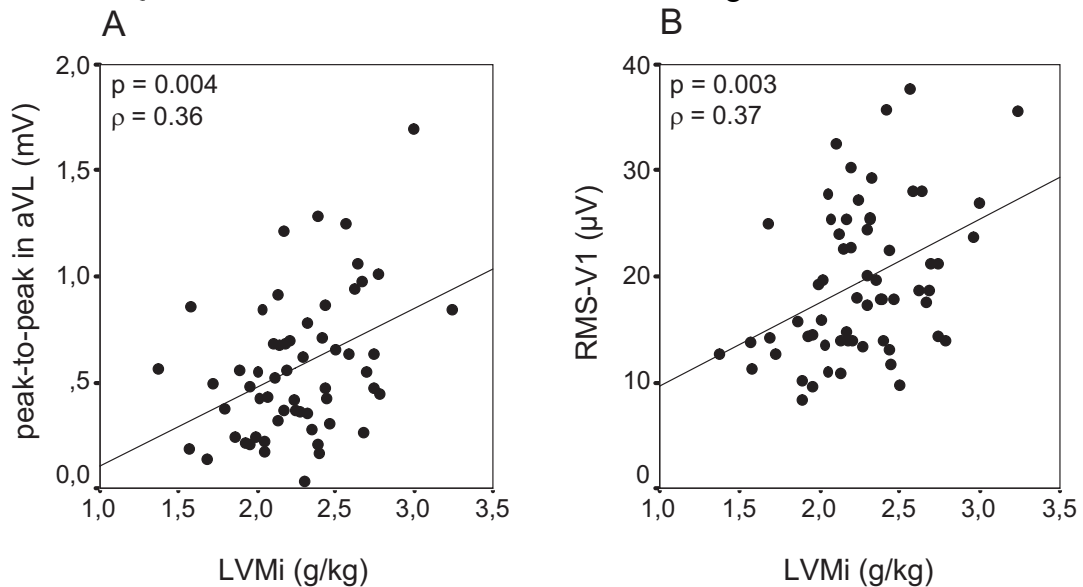 A
2,0
p = 0.004
ρ = 0.36
1,5
1,0
,5
0,0
peak-to-peak in aVL (mV)
1,0 1,5 2,0 2,5 3,0 3,5
LVMi (g/kg)
B
40
p = 0.003
ρ = 0.37
30
20
10
0
RMS-V1 (µV)
1,0 1,5 2,0 2,5 3,0 3,5
LVMi (g/kg)